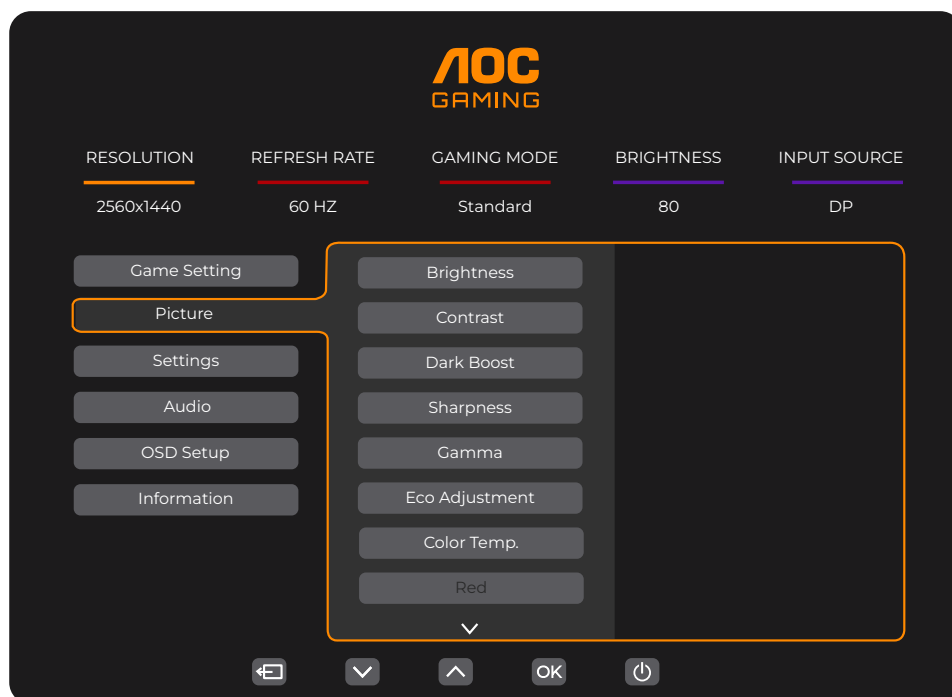 AOC
GAMING
RESOLUTION REFRESH RATE GAMING MODE BRIGHTNESS INPUT SOURCE
2560x1440 60 HZ Standard 80 DP
Game Setting
Picture
Settings
Audio
OSD Setup
Information
Brightness
Contrast
Dark Boost
Sharpness
Gamma
Eco Adjustment
Color Temp.
Red
OK